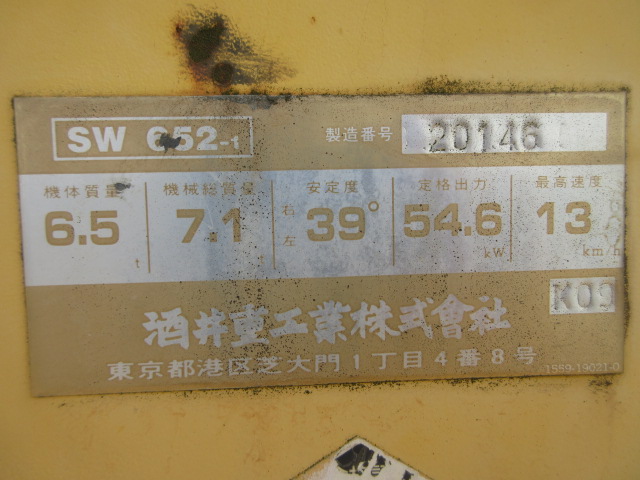 SW 652-1 製造番号 20146
機体質量 機械総質量 安定度 定格出力 最高速度
6.5 t 7.1 t 右左 39° 54.6 kW 13 km/h
K09
酒井重工業株式會社
東京都港区芝大門1丁目4番8号
1559-19021-0